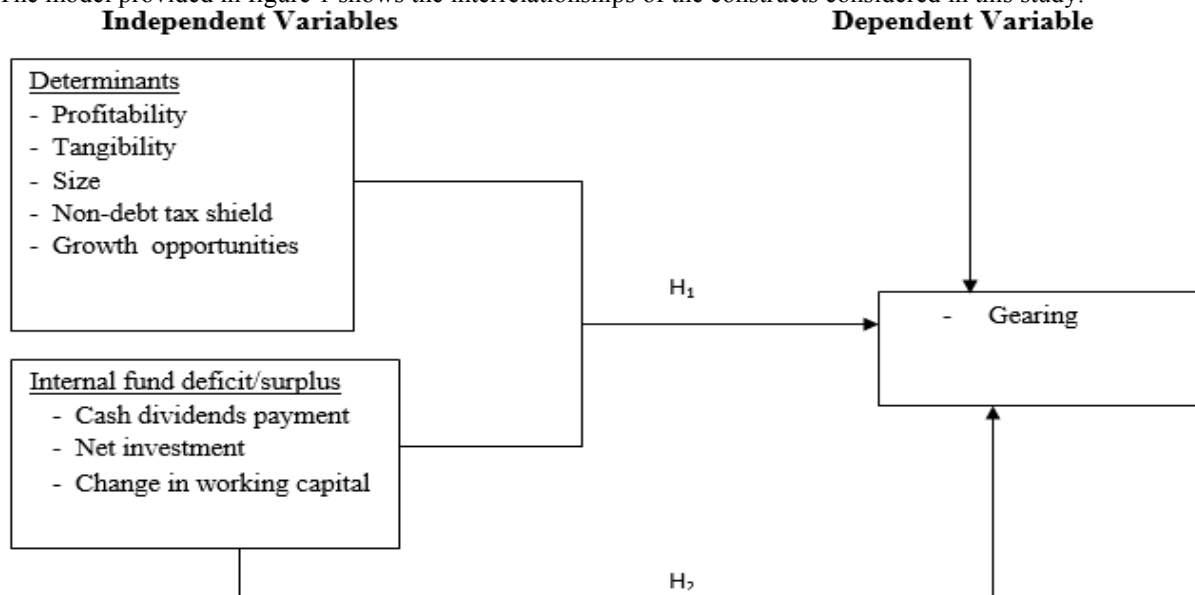 The model provided in figure 1 shows the interrelationships of the constructs considered in this study.
Independent Variables
Dependent Variable
Determinants
- Profitability
- Tangibility
- Size
- Non-debt tax shield
- Growth opportunities
H₁
- Gearing
Internal fund deficit/surplus
- Cash dividends payment
- Net investment
- Change in working capital
H₂